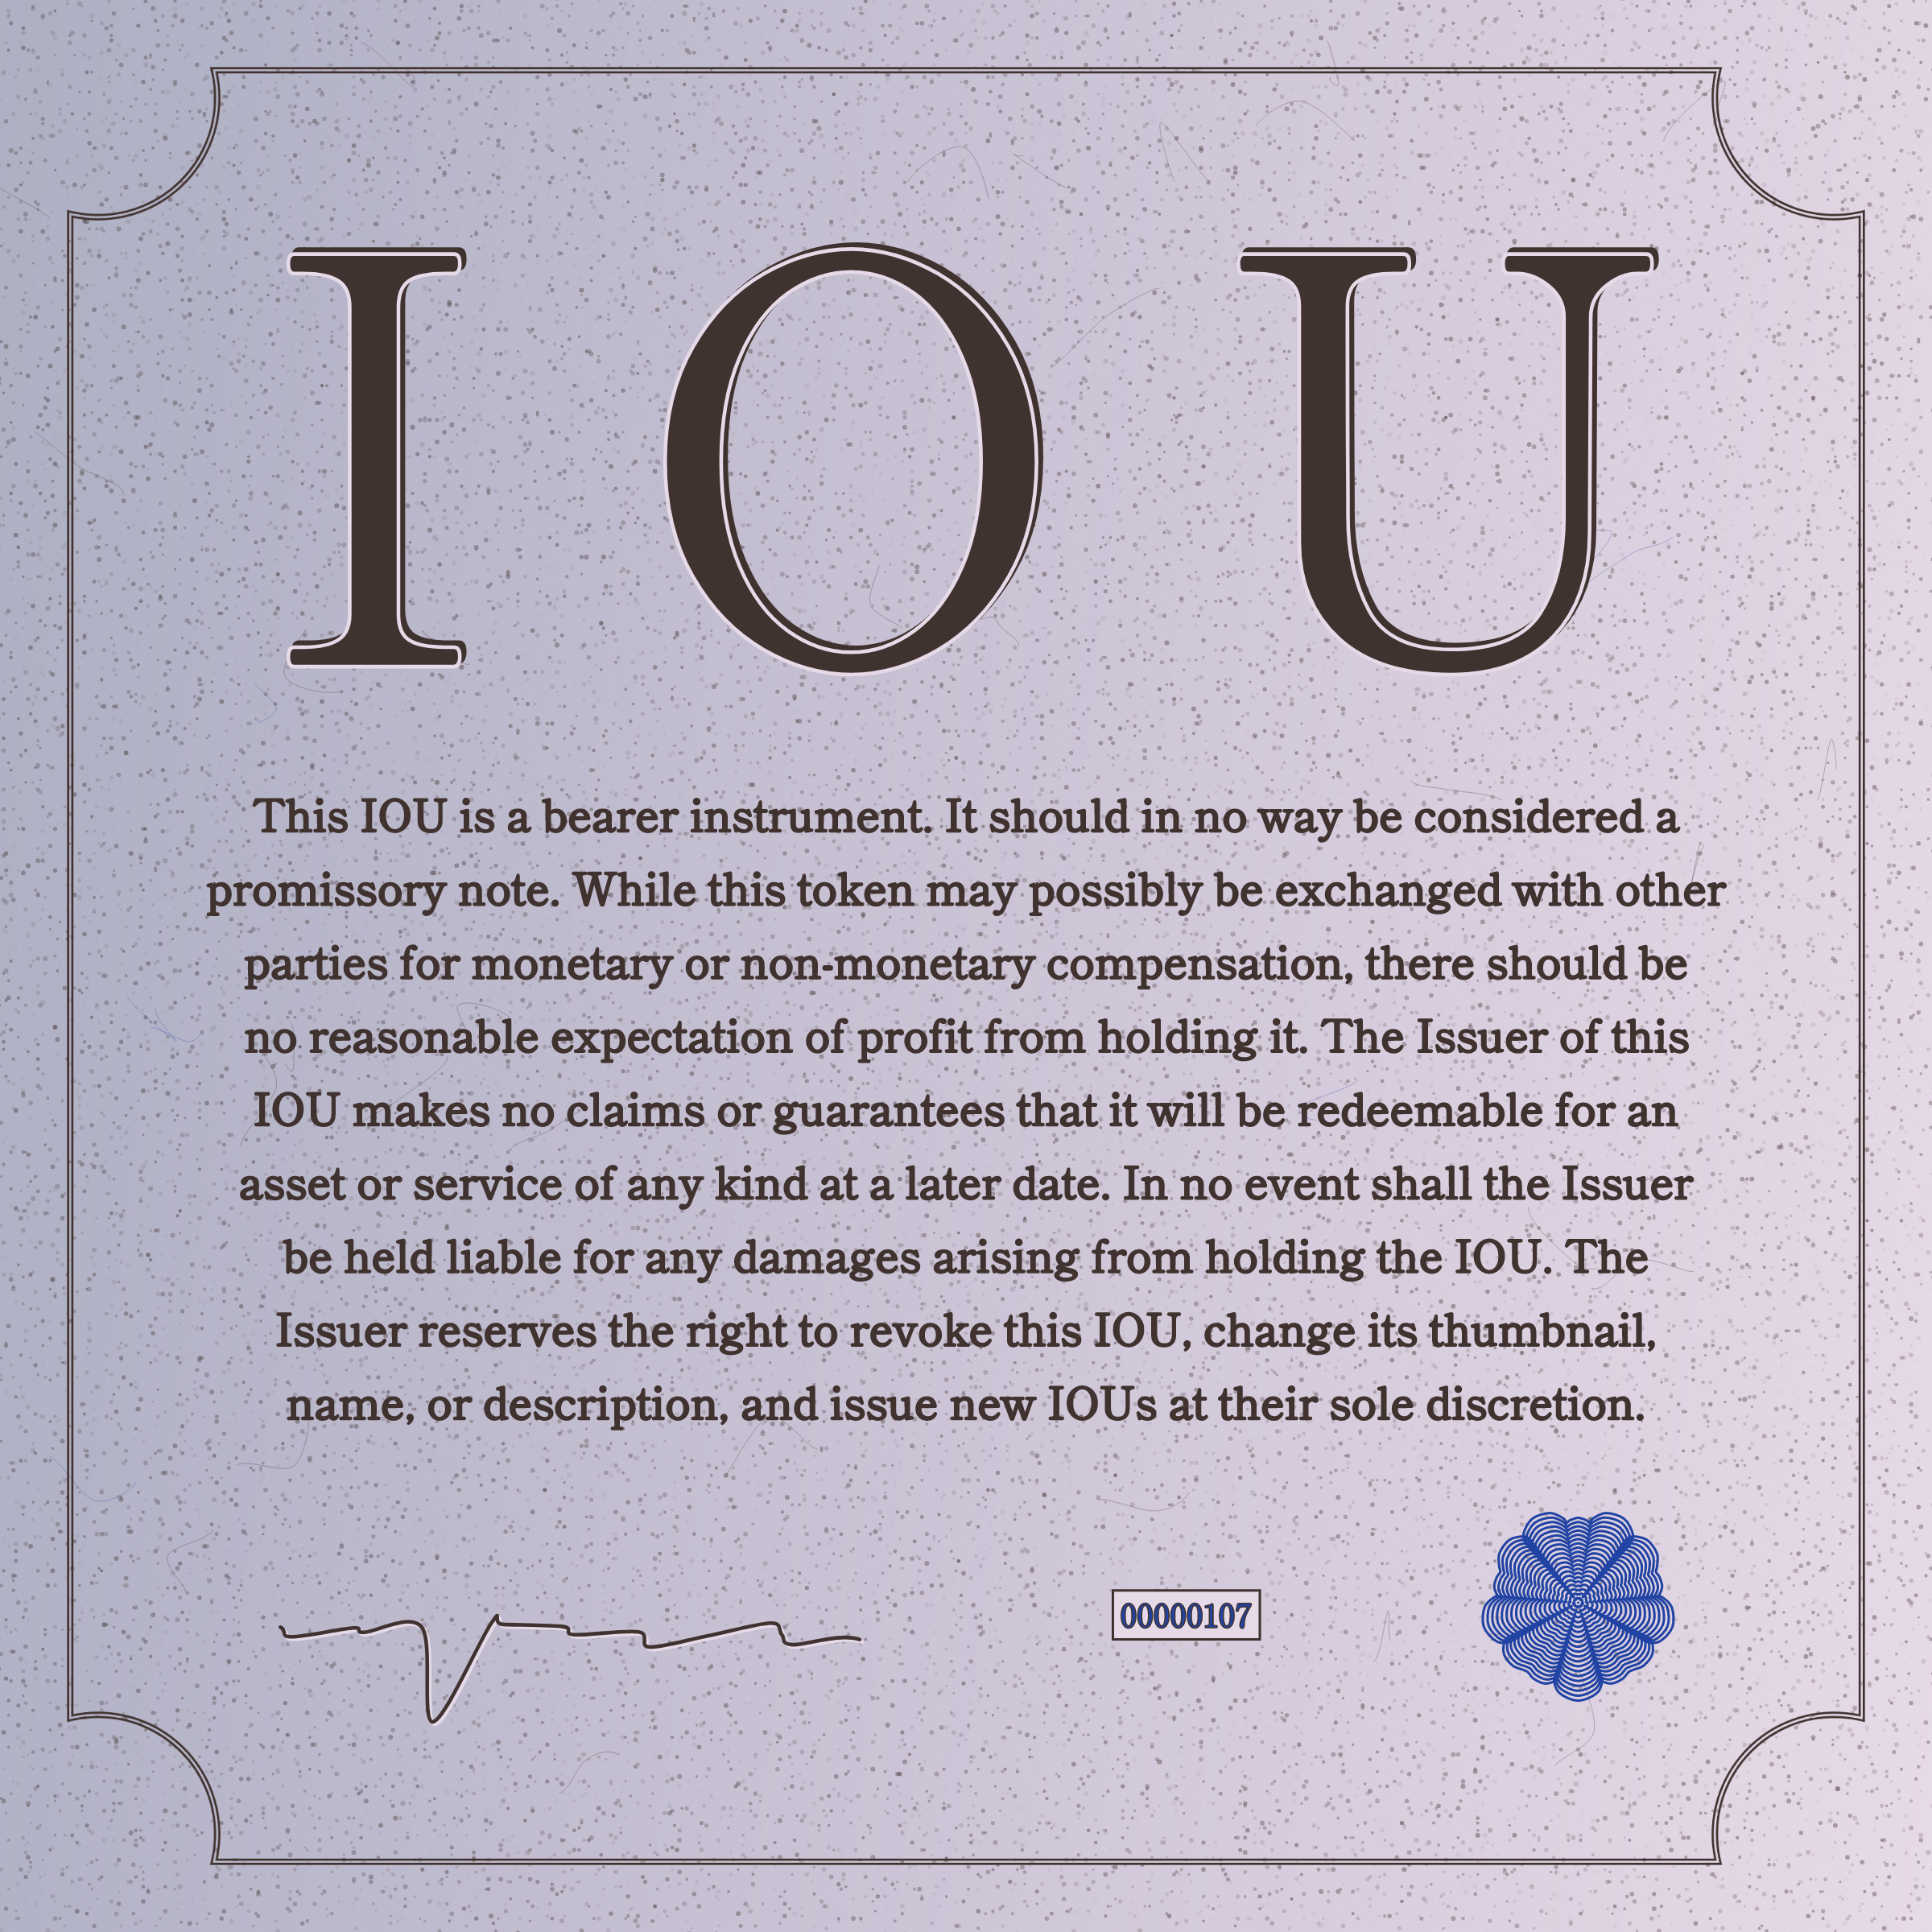 I O U
This IOU is a bearer instrument. It should in no way be considered a
promissory note. While this token may possibly be exchanged with other
parties for monetary or non-monetary compensation, there should be
no reasonable expectation of profit from holding it. The Issuer of this
IOU makes no claims or guarantees that it will be redeemable for an
asset or service of any kind at a later date. In no event shall the Issuer
be held liable for any damages arising from holding the IOU. The
Issuer reserves the right to revoke this IOU, change its thumbnail,
name, or description, and issue new IOUs at their sole discretion.
00000107